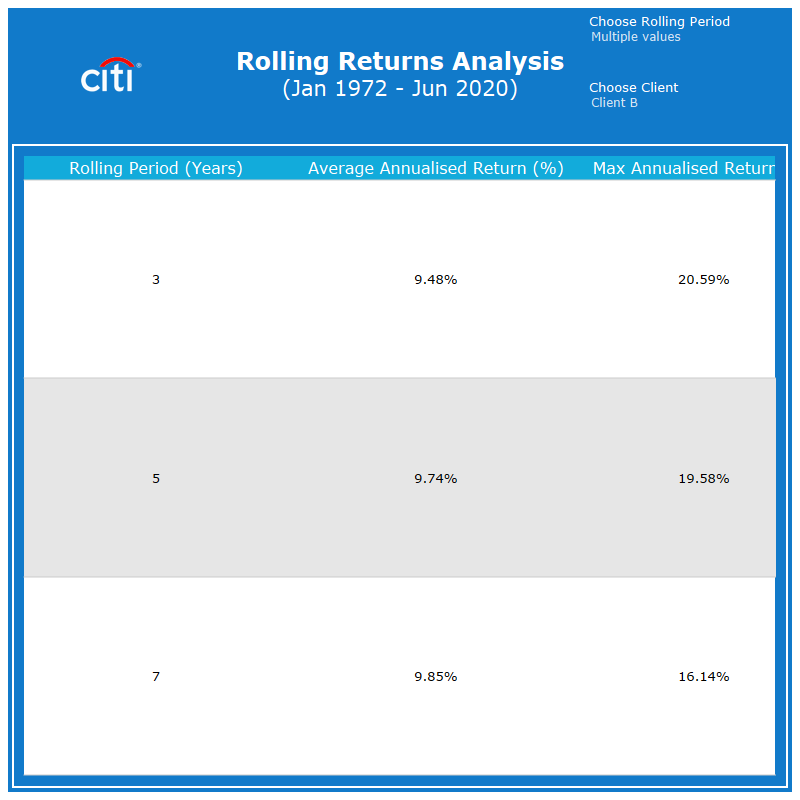 Choose Rolling Period
Multiple values
citi®
Rolling Returns Analysis
(Jan 1972 - Jun 2020)
Choose Client
Client B
Rolling Period (Years) Average Annualised Return (%) Max Annualised Return
3 9.48% 20.59%
5 9.74% 19.58%
7 9.85% 16.14%